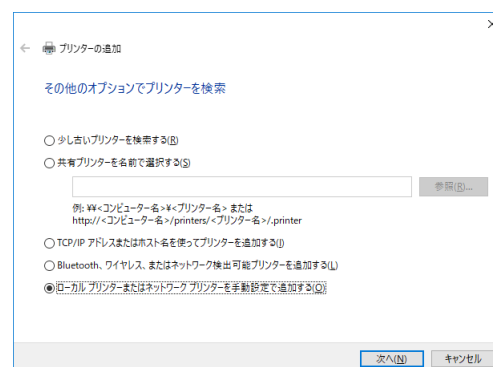 プリンターの追加
その他のオプションでプリンターを検索
少し古いプリンターを検索する(R)
共有プリンターを名前で選択する(S)
参照(R)...
例: ¥¥<コンピューター名>¥<プリンター名> または
http://<コンピューター名>/printers/<プリンター名>/.printer
TCP/IP アドレスまたはホスト名を使ってプリンターを追加する(I)
Bluetooth、ワイヤレス、またはネットワーク検出可能プリンターを追加する(L)
ローカル プリンターまたはネットワーク プリンターを手動設定で追加する(O)
次へ(N) キャンセル